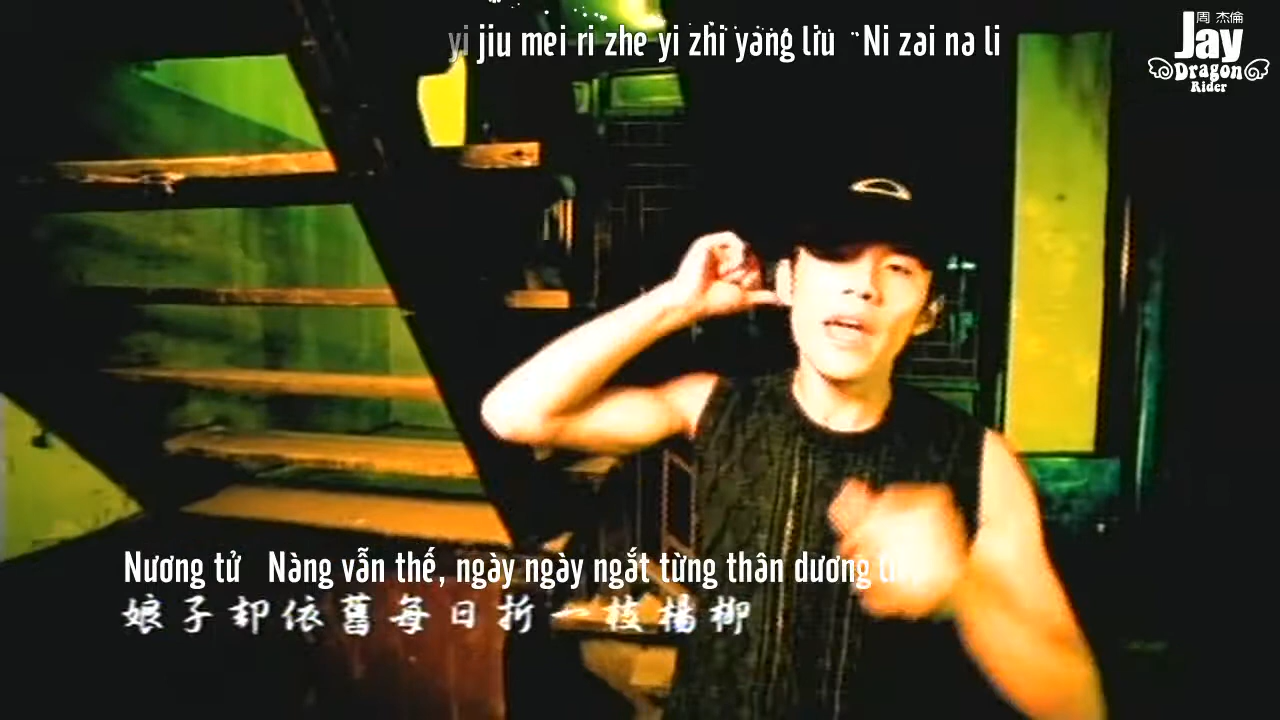 yi jiu mei ri zhe yi zhi yang liu "Ni zai na li
周 杰倫
Jay
Dragon
Rider
Nương tử Nàng vẫn thế, ngày ngày ngắt từng thân dương
娘子却依舊每日折一枝楊柳